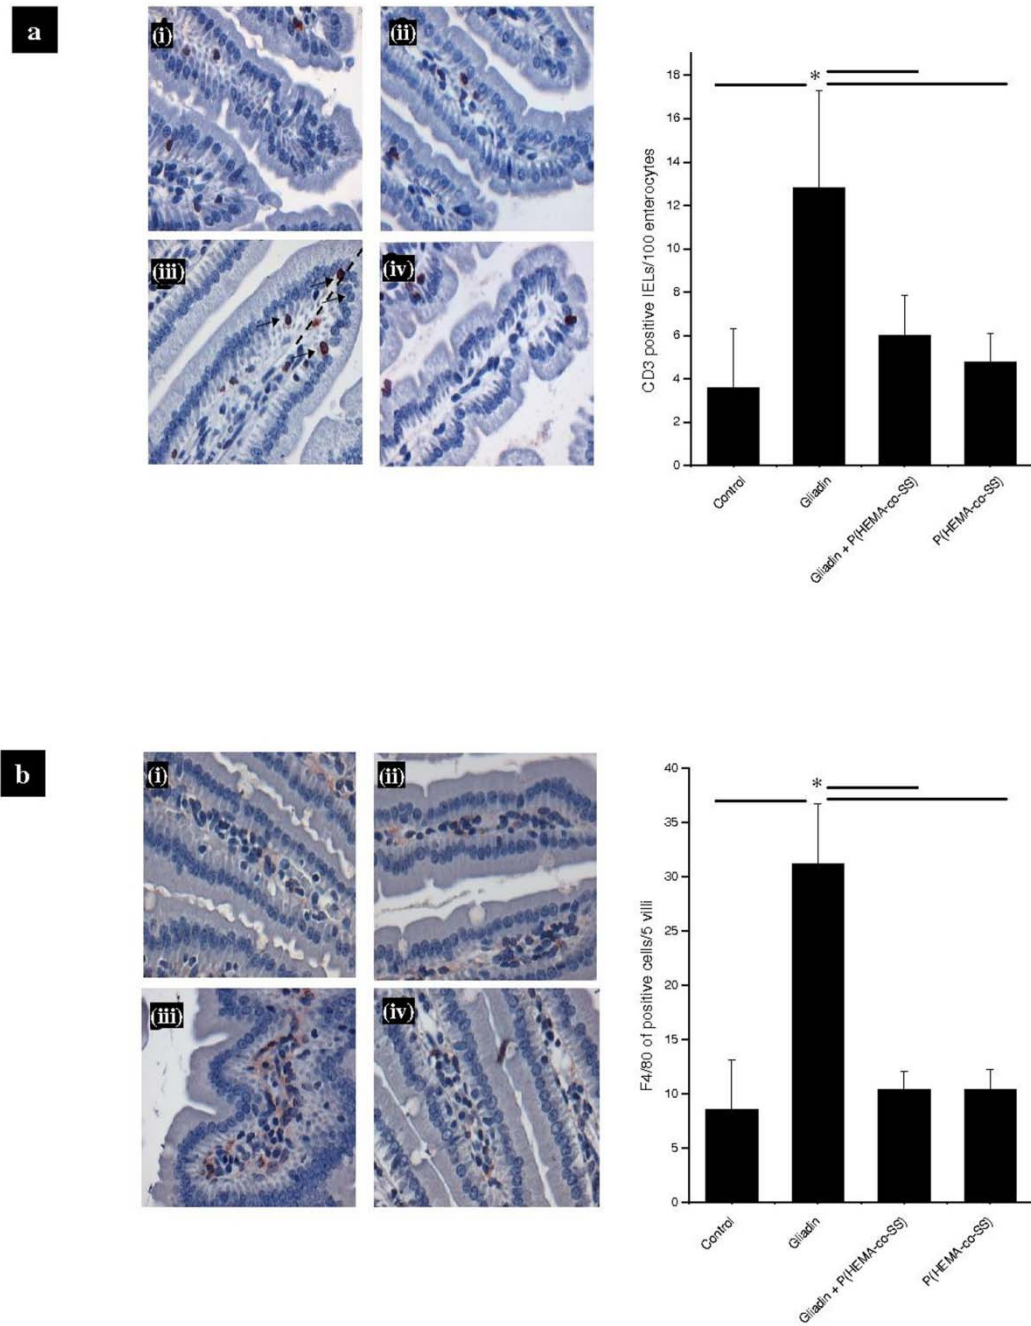 a
(i)
(ii)
(iii)
(iv)
18
16
14
12
10
8
6
4
2
0
*
CD3 positive IELs/100 enterocytes
Control
Gliadin
Gliadin + P(HEMA-co-SS)
P(HEMA-co-SS)
b
(i)
(ii)
(iii)
(iv)
40
35
30
25
20
15
10
5
0
*
F4/80 of positive cells/5 villi
Control
Gliadin
Gliadin + P(HEMA-co-SS)
P(HEMA-co-SS)